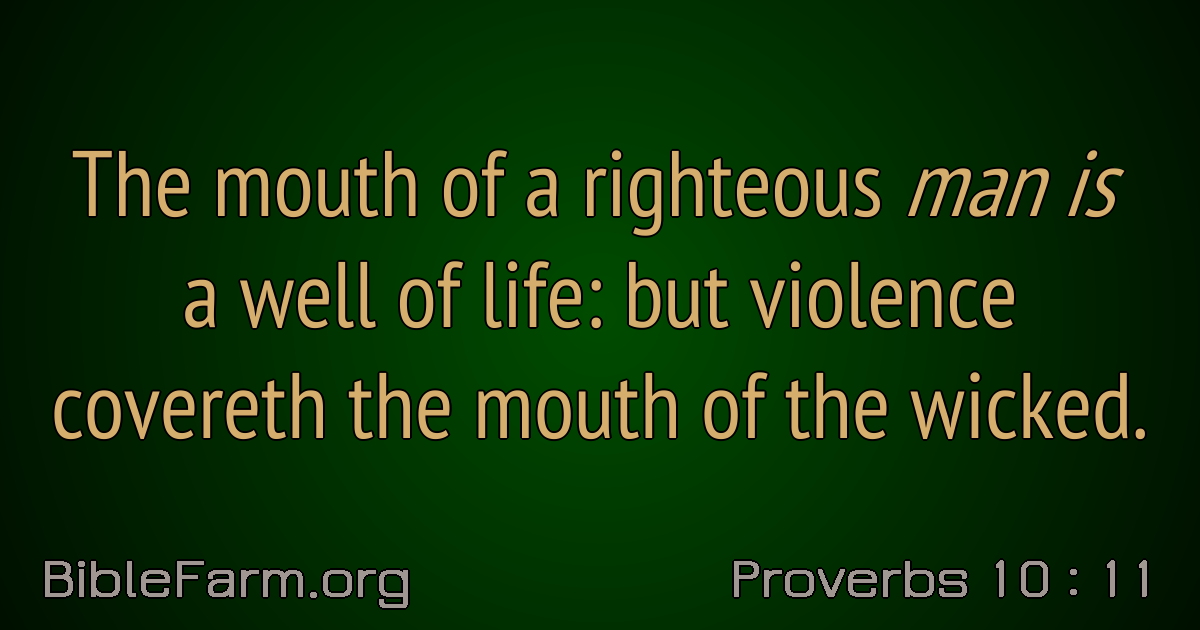 The mouth of a righteous man is
a well of life: but violence
covereth the mouth of the wicked.
BibleFarm.org
Proverbs 10 : 11